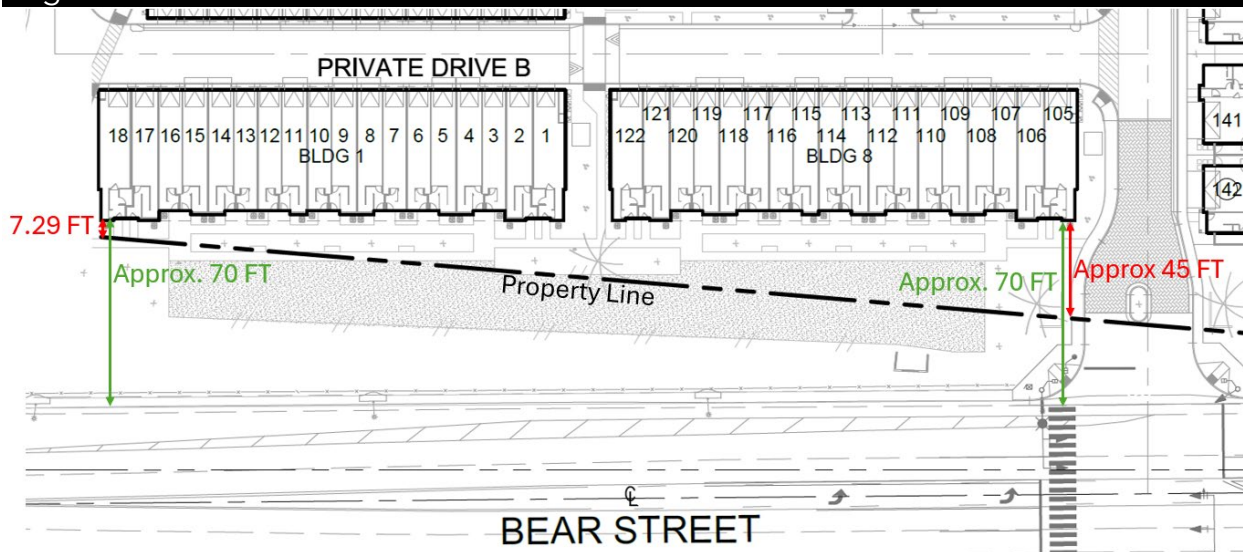 PRIVATE DRIVE B
18 17 16 15 14 13 12 11 10 9 8 7 6 5 4 3 2 1
BLDG 1
122 121 120 119 118 117 116 115 114 113 112 111 110 109 108 107 106 105
BLDG 8
141
142
7.29 FT
Approx. 70 FT
Property Line
Approx. 70 FT
Approx 45 FT
BEAR STREET